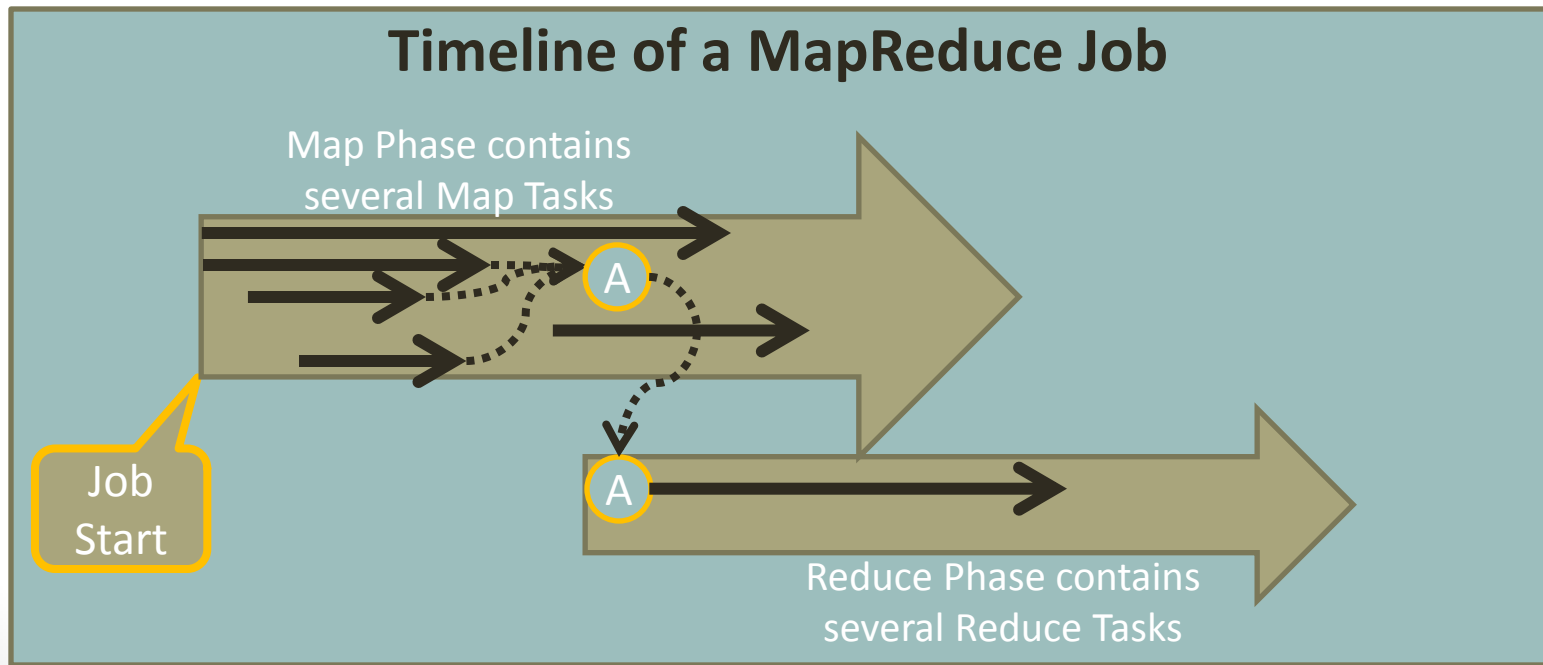 Timeline of a MapReduce Job
Map Phase contains
several Map Tasks
A
Job
Start
A
Reduce Phase contains
several Reduce Tasks